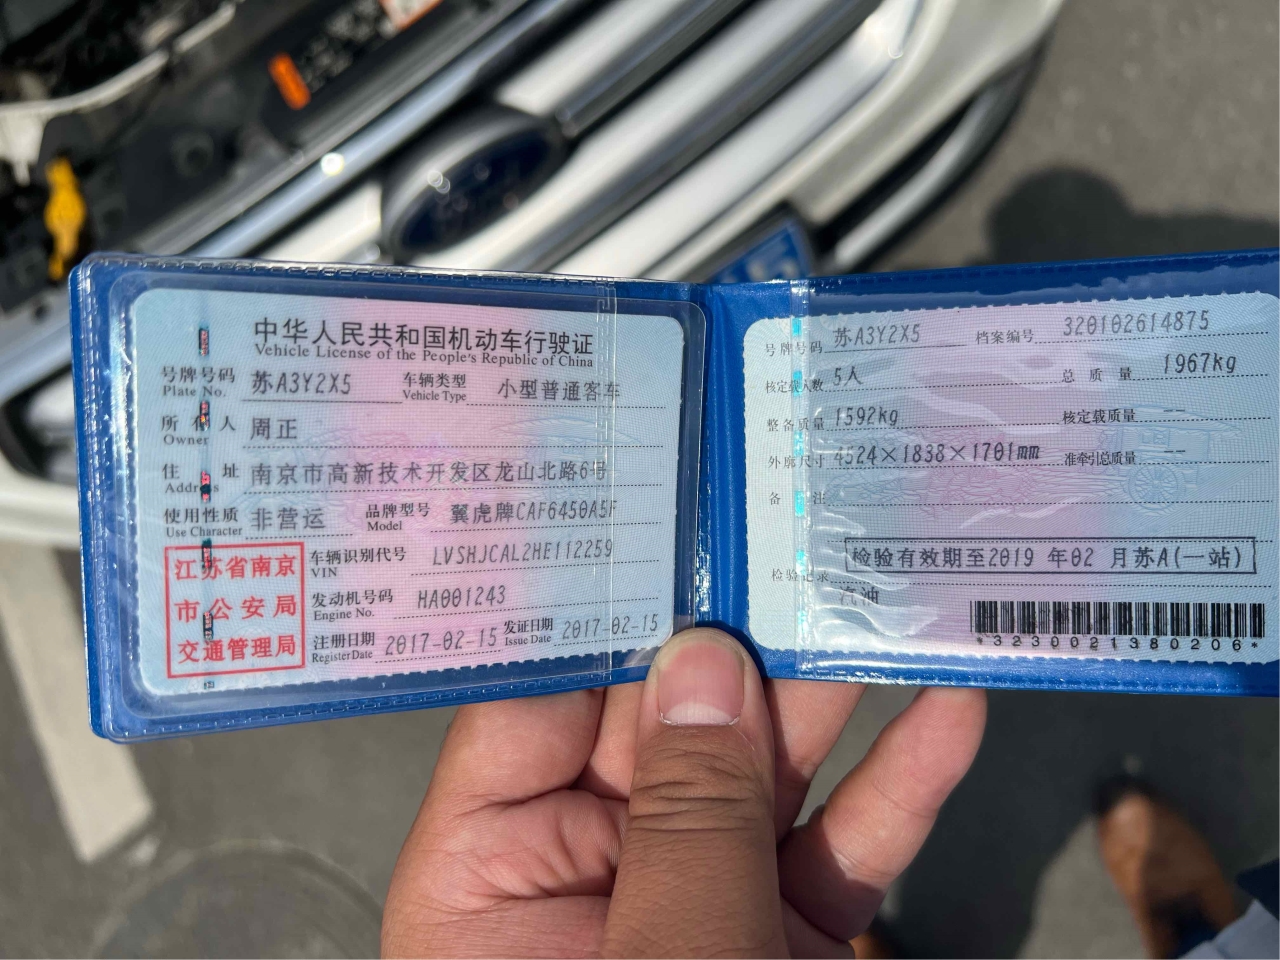 中华人民共和国机动车行驶证
Vehicle License of the People's Republic of China
号牌号码 苏A3Y2X5 车辆类型 小型普通客车
Plate No. Vehicle Type
所有人 周正
Owner
住址 南京市高新技术开发区龙山北路6号
Address
使用性质 非营运 品牌型号 翼虎牌CAF6450A5F
Use Character Model
江苏省南京
市公安局
交通管理局
车辆识别代号 LVSHJCAL2HE112259
VIN
发动机号码 HA001243
Engine No.
注册日期 2017-02-15 发证日期 2017-02-15
Register Date Issue Date
号牌号码 苏A3Y2X5 档案编号 320102614875
核定载人数 5人 总质量 1967kg
整备质量 1592kg 核定载质量 --
外廓尺寸 4524×1838×1701mm 准牵引总质量 --
备注
检验有效期至2019 年02 月苏A(一站)
检验记录
汽油
*3230021380206*